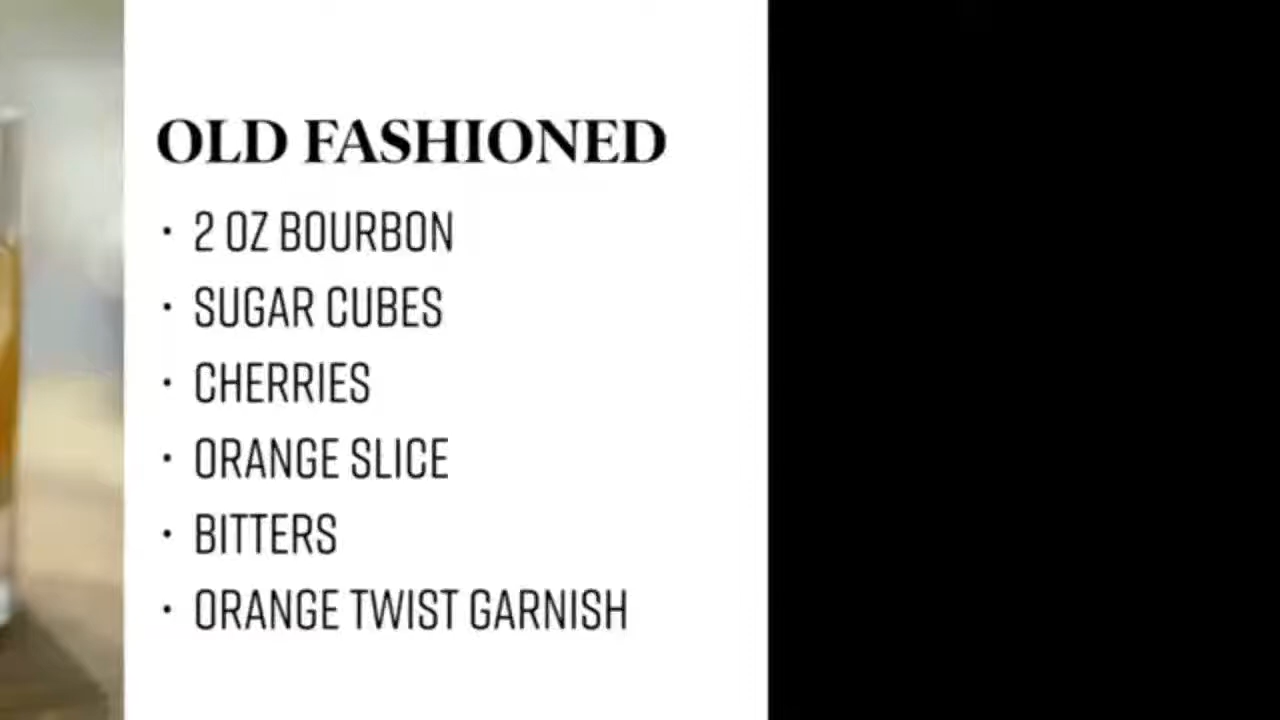 OLD FASHIONED
· 2 OZ BOURBON
· SUGAR CUBES
· CHERRIES
· ORANGE SLICE
· BITTERS
· ORANGE TWIST GARNISH